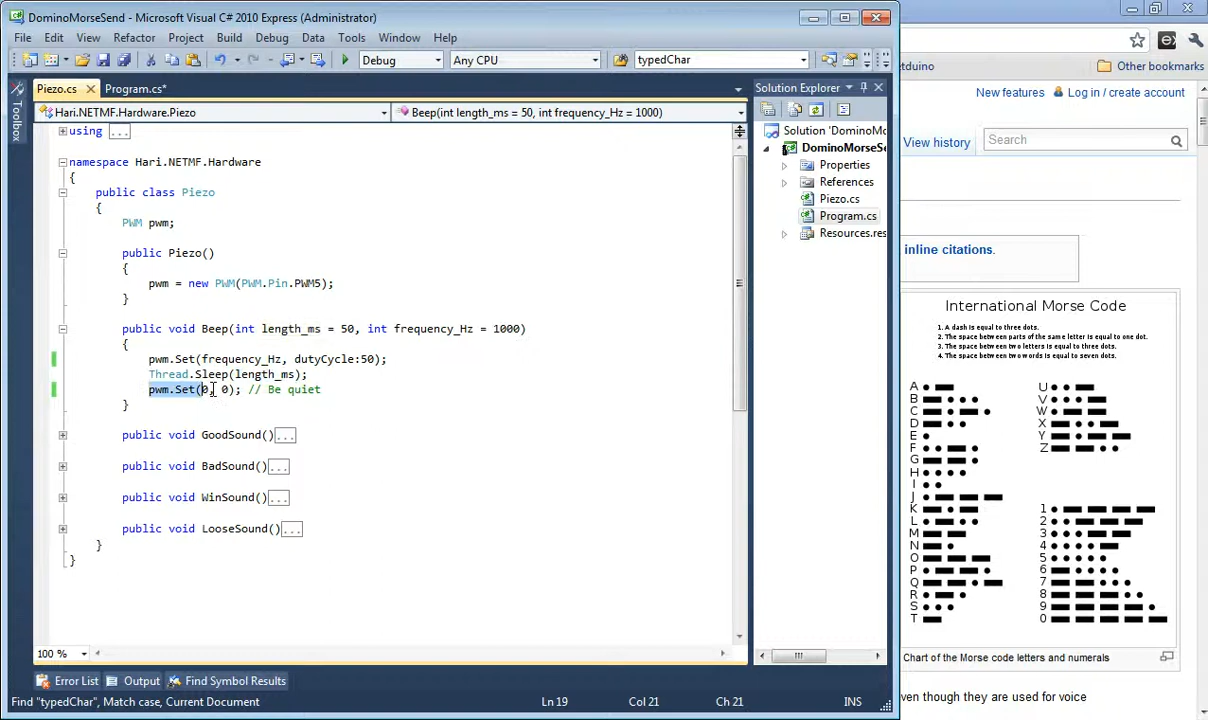 DominoMorseSend - Microsoft Visual C# 2010 Express (Administrator)
File Edit View Refactor Project Build Debug Data Tools Window Help
Debug Any CPU typedChar
Piezo.cs Program.cs*
Toolbox
Hari.NETMF.Hardware.Piezo Beep(int length_ms = 50, int frequency_Hz = 1000)
using ...
namespace Hari.NETMF.Hardware
{
public class Piezo
{
PWM pwm;
public Piezo()
{
pwm = new PWM(PWM.Pin.PWM5);
}
public void Beep(int length_ms = 50, int frequency_Hz = 1000)
{
pwm.Set(frequency_Hz, dutyCycle:50);
Thread.Sleep(length_ms);
pwm.Set(0, 0); // Be quiet
}
public void GoodSound()...
public void BadSound()...
public void WinSound()...
public void LooseSound()...
}
}
100 %
Error List Output Find Symbol Results
Find "typedChar", Match case, Current Document Ln 19 Col 21 Ch 21 INS
Solution Explorer
Solution 'DominoMo
DominoMorseSe
Properties
References
Piezo.cs
Program.cs
Resources.res
etduino Other bookmarks
New features Log in / create account
View history Search
inline citations.
International Morse Code
1. A dash is equal to three dots.
2. The space between parts of the same letter is equal to one dot.
3. The space between two letters is equal to three dots.
4. The space between two words is equal to seven dots.
A U
B V
C W
D X
E Y
F Z
G
H
I
J
K 1
L 2
M 3
N 4
O 5
P 6
Q 7
R 8
S 9
T 0
Chart of the Morse code letters and numerals
ven though they are used for voice